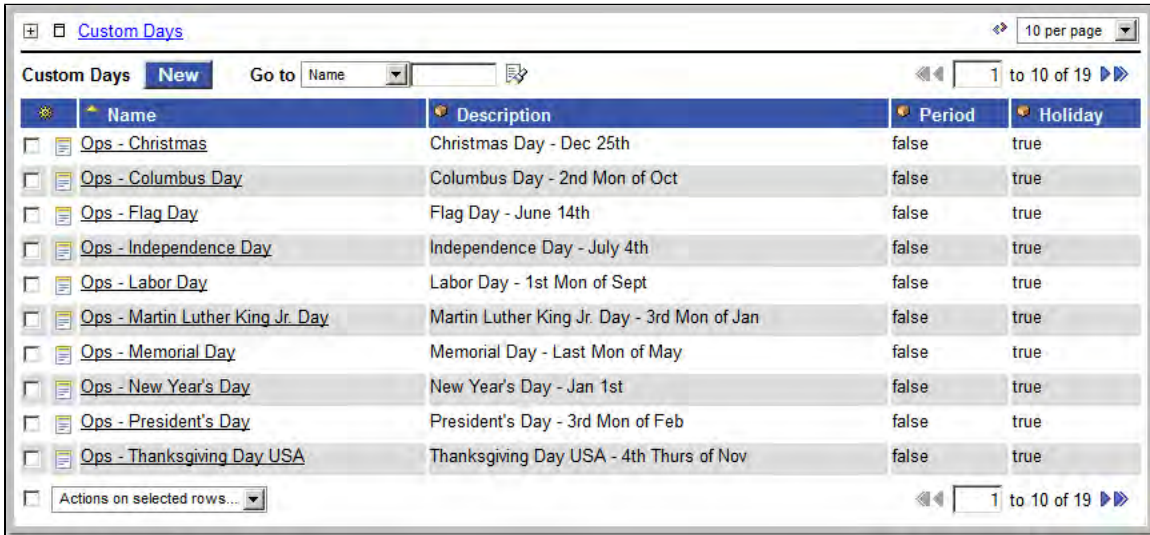 Custom Days 10 per page
Custom Days New Go to Name 1 to 10 of 19
Name Description Period Holiday
Ops - Christmas Christmas Day - Dec 25th false true
Ops - Columbus Day Columbus Day - 2nd Mon of Oct false true
Ops - Flag Day Flag Day - June 14th false true
Ops - Independence Day Independence Day - July 4th false true
Ops - Labor Day Labor Day - 1st Mon of Sept false true
Ops - Martin Luther King Jr. Day Martin Luther King Jr. Day - 3rd Mon of Jan false true
Ops - Memorial Day Memorial Day - Last Mon of May false true
Ops - New Year's Day New Year's Day - Jan 1st false true
Ops - President's Day President's Day - 3rd Mon of Feb false true
Ops - Thanksgiving Day USA Thanksgiving Day USA - 4th Thurs of Nov false true
Actions on selected rows... 1 to 10 of 19